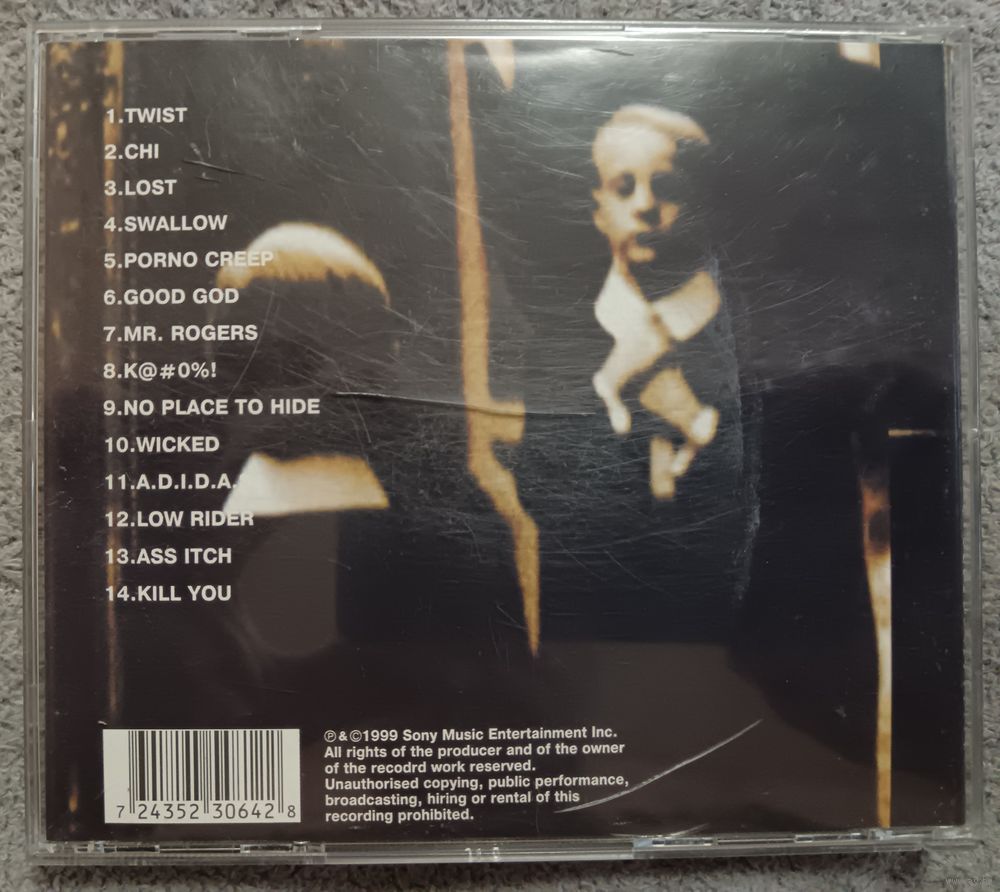 1.TWIST
2.CHI
3.LOST
4.SWALLOW
5.PORNO CREEP
6.GOOD GOD
7.MR. ROGERS
8.K@#0%!
9.NO PLACE TO HIDE
10.WICKED
11.A.D.I.D.A.
12.LOW RIDER
13.ASS ITCH
14.KILL YOU
℗&©1999 Sony Music Entertainment Inc.
All rights of the producer and of the owner
of the recodrd work reserved.
Unauthorised copying, public performance,
broadcasting, hiring or rental of this
recording prohibited.
7 24352 30642 8